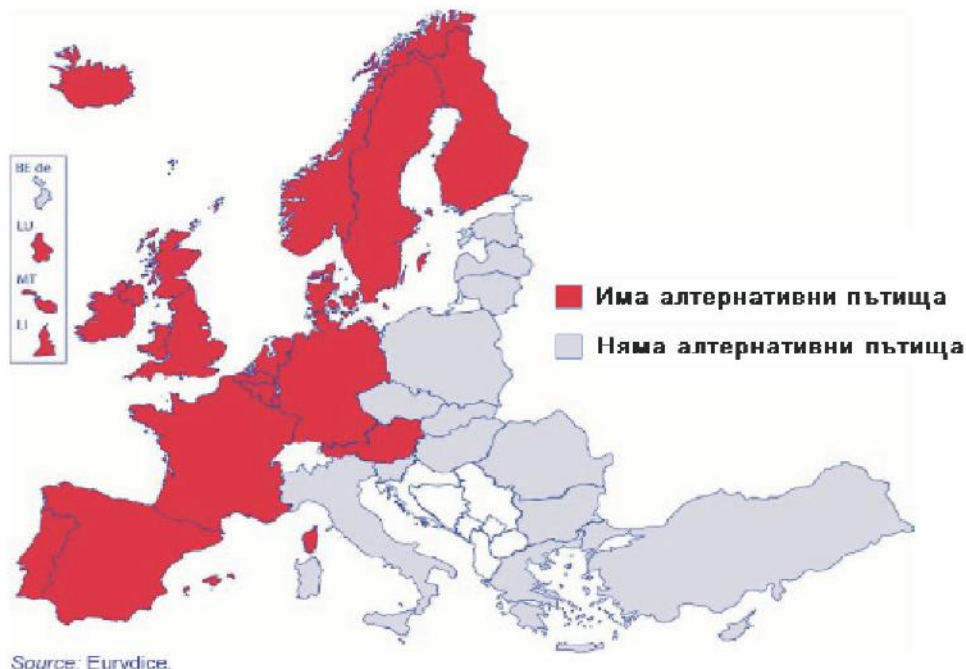 BE de
LU
MT
LI
Има алтернативни пътища
Няма алтернативни пътища
Source: Eurydice.